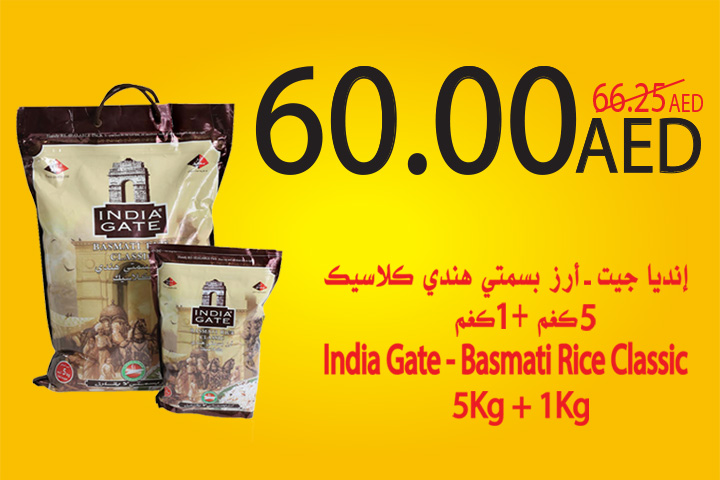 60.00 AED
66.25 AED
إنديا جيت - أرز بسمتي هندي كلاسيك
5كغم +1كغم
India Gate - Basmati Rice Classic
5Kg + 1Kg
INDIA
GATE
BASMATI
CLASSIC
INDIA
GATE